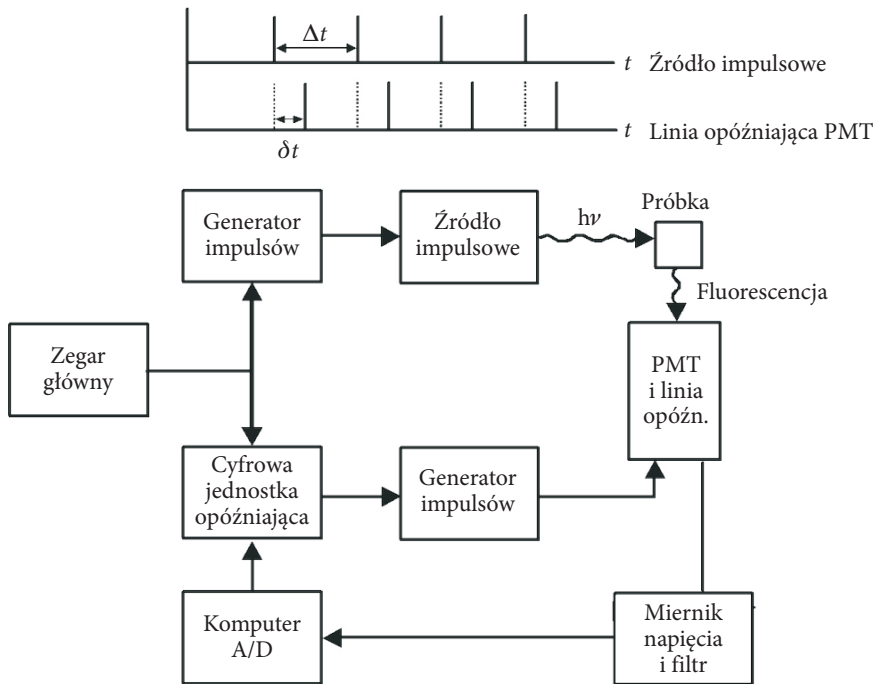 Δt
t Źródło impulsowe
δt
t Linia opóźniająca PMT
Generator
impulsów
Źródło
impulsowe
hν
Próbka
Fluorescencja
Zegar
główny
PMT
i linia
opóźn.
Cyfrowa
jednostka
opóźniająca
Generator
impulsów
Komputer
A/D
Miernik
napięcia
i filtr